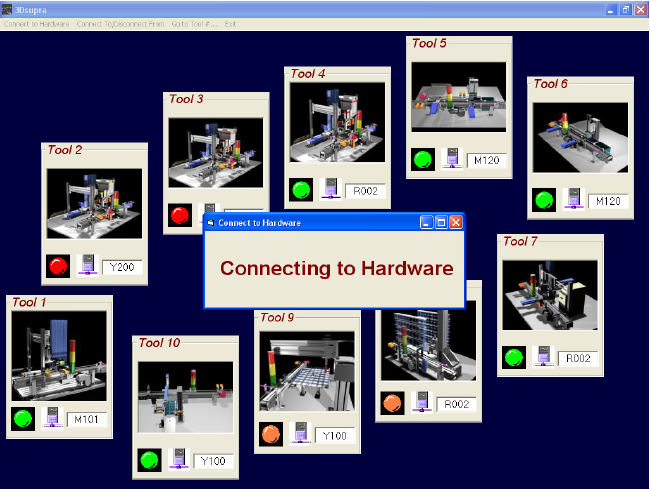 3Dsupra
Connect to Hardware Connect To/Disconnect From Go to Tool #... Exit
Tool 5
Tool 4
Tool 6
Tool 3
Tool 2
M120
R002
M120
Connect to Hardware
Tool 7
Connecting to Hardware
Y200
Tool 1
Tool 9
Tool 10
R002
R002
M101
Y100
Y100